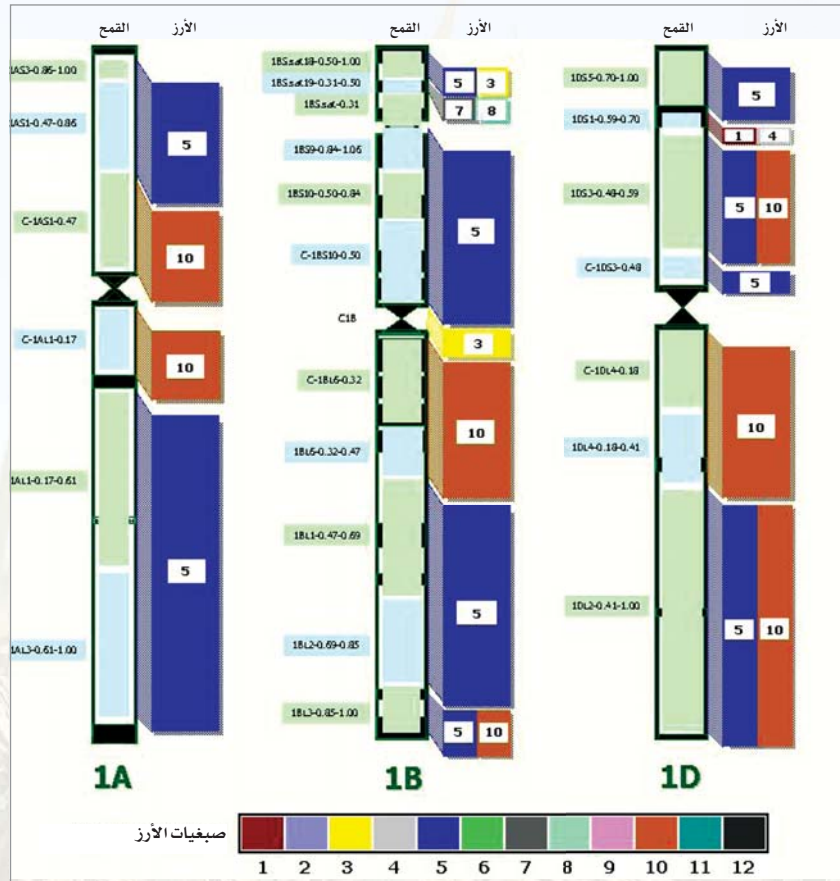 القمح الأرز القمح الأرز القمح الأرز
1AS3-0.86-1.00
1AS1-0.47-0.86
5
C-1AS1-0.47
10
C-1AL1-0.17
10
1AL1-0.17-0.61
5
1AL3-0.61-1.00
1A
1BS.sat18-0.50-1.00
1BS.sat19-0.31-0.50
1BS.sat-0.31
5 3
7 8
1BS9-0.84-1.06
1BS10-0.50-0.84
5
C-1BS10-0.50
C1B
3
C-1BL6-0.32
10
1BL6-0.32-0.47
1BL1-0.47-0.69
5
1BL2-0.69-0.85
1BL3-0.85-1.00
5 10
1B
1DS5-0.70-1.00
5
1DS1-0.59-0.70
1 4
1DS3-0.48-0.59
5 10
C-1DS3-0.48
5
C-1DL4-0.18
10
1DL4-0.18-0.41
1DL2-0.41-1.00
5 10
1D
صبغيات الأرز
1 2 3 4 5 6 7 8 9 10 11 12